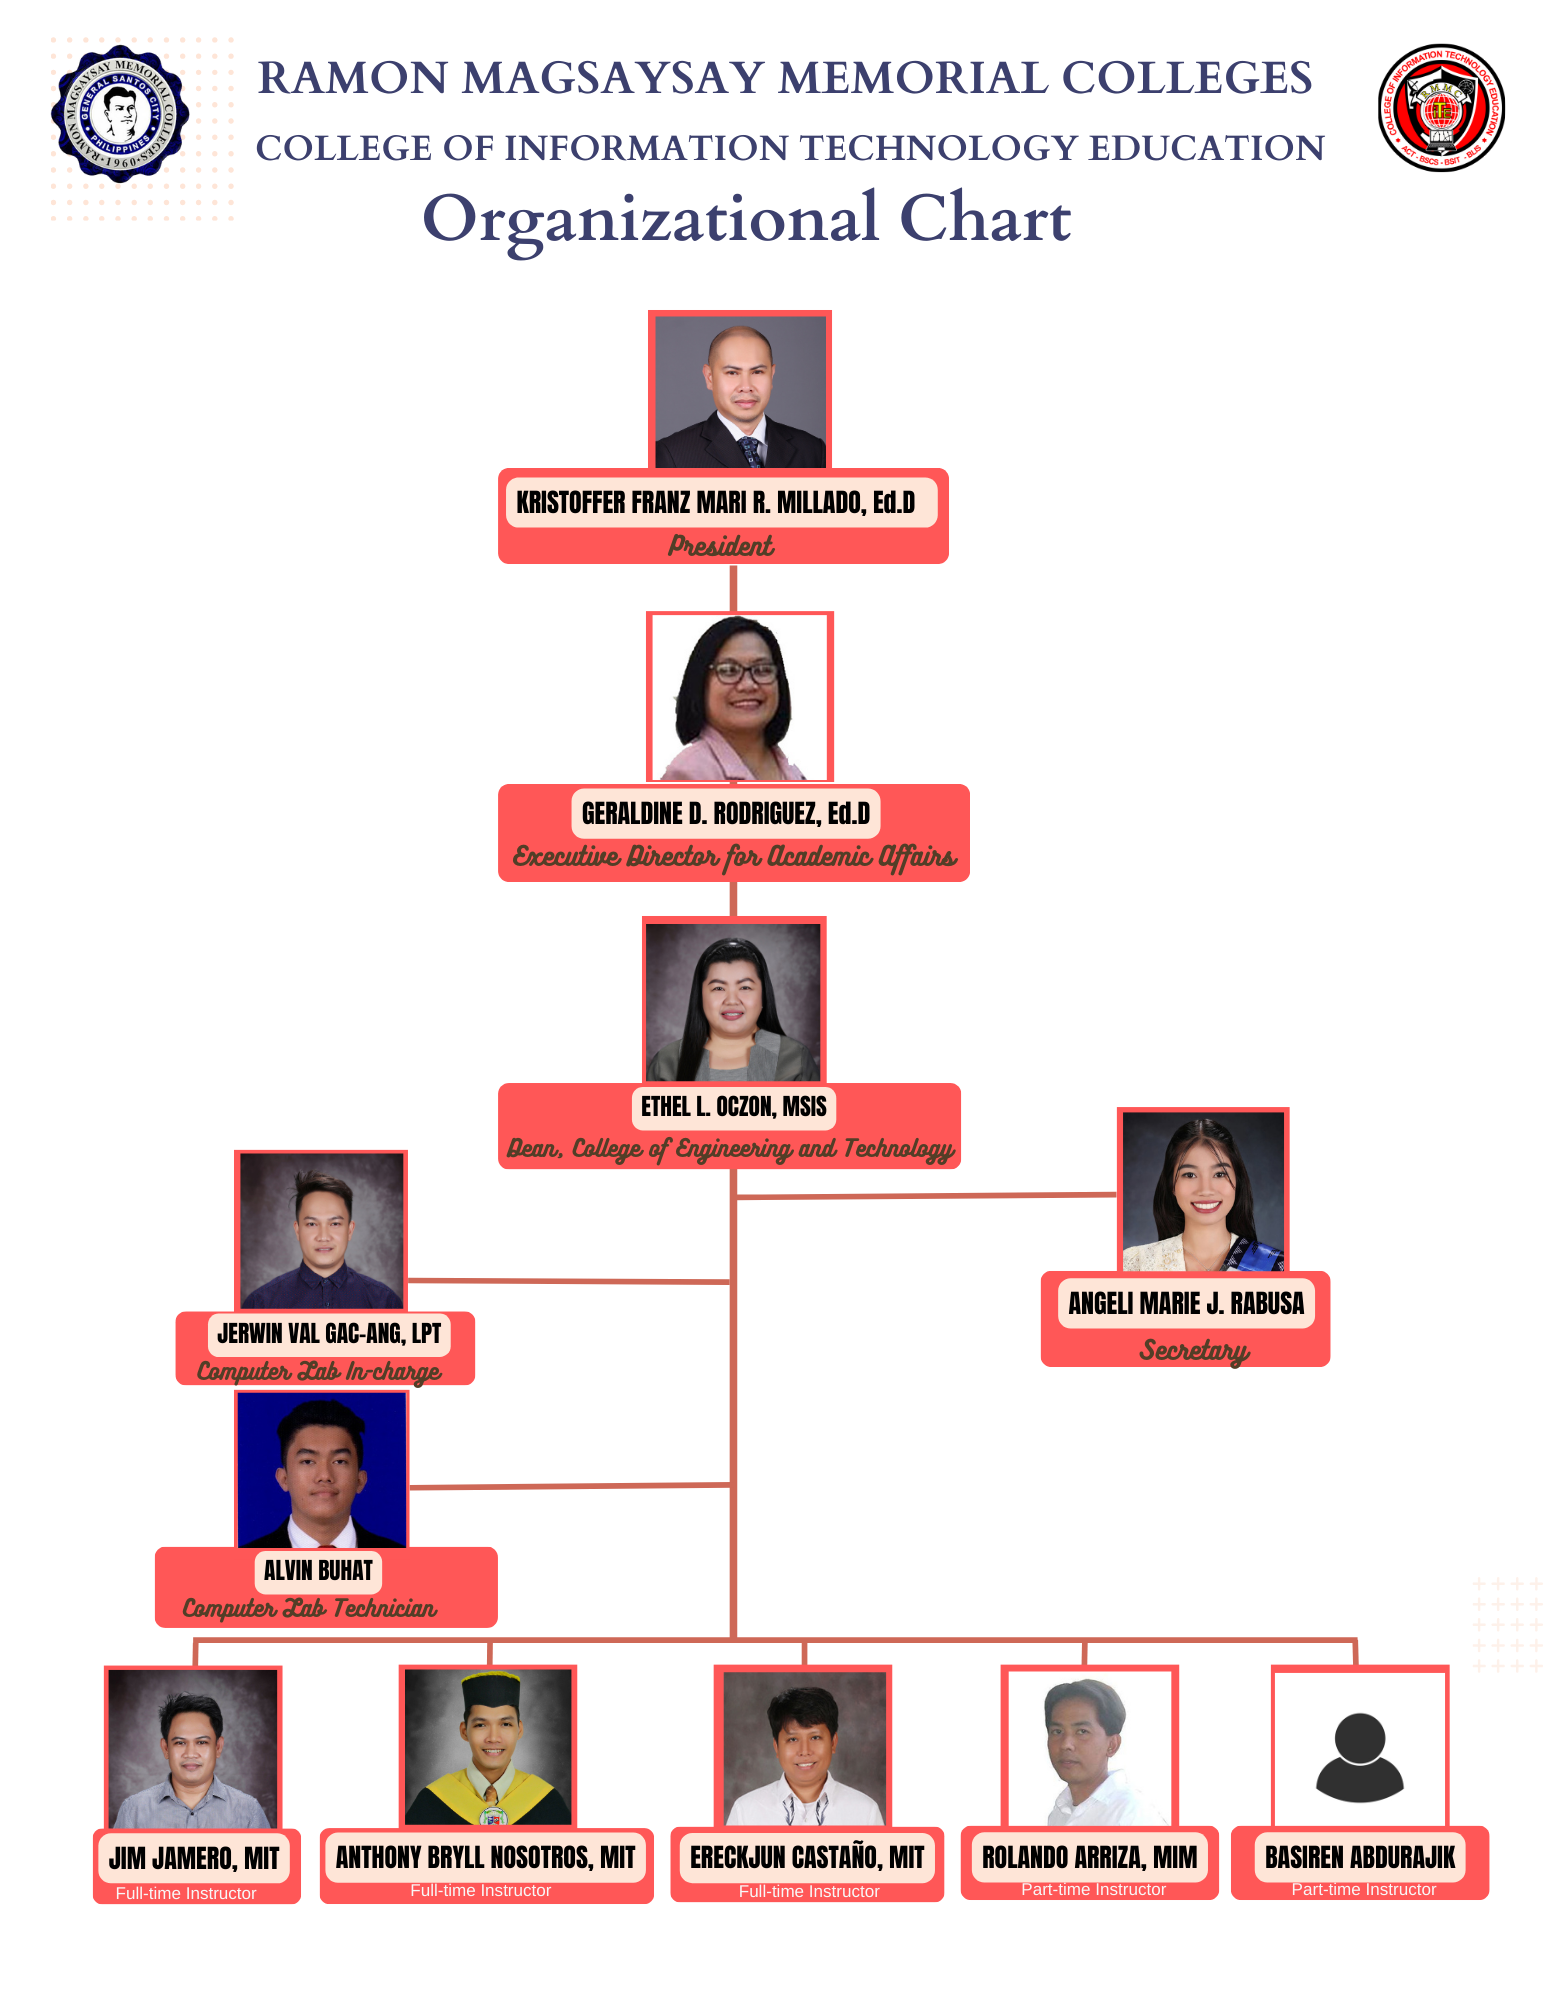 RAMON MAGSAYSAY MEMORIAL COLLEGES
GENERAL SANTOS CITY
PHILIPPINES
1960
RAMON MAGSAYSAY MEMORIAL COLLEGES
COLLEGE OF INFORMATION TECHNOLOGY EDUCATION
Organizational Chart
COLLEGE OF INFORMATION TECHNOLOGY EDUCATION
RMMC
ACT - BSCS - BSIT - BLIS
KRISTOFFER FRANZ MARI R. MILLADO, Ed.D
President
GERALDINE D. RODRIGUEZ, Ed.D
Executive Director for Academic Affairs
ETHEL L. OCZON, MSIS
Dean, College of Engineering and Technology
ANGELI MARIE J. RABUSA
Secretary
JERWIN VAL GAC-ANG, LPT
Computer Lab In-charge
ALVIN BUHAT
Computer Lab Technician
JIM JAMERO, MIT
Full-time Instructor
ANTHONY BRYLL NOSOTROS, MIT
Full-time Instructor
ERECKJUN CASTAÑO, MIT
Full-time Instructor
ROLANDO ARRIZA, MIM
Part-time Instructor
BASIREN ABDURAJIK
Part-time Instructor